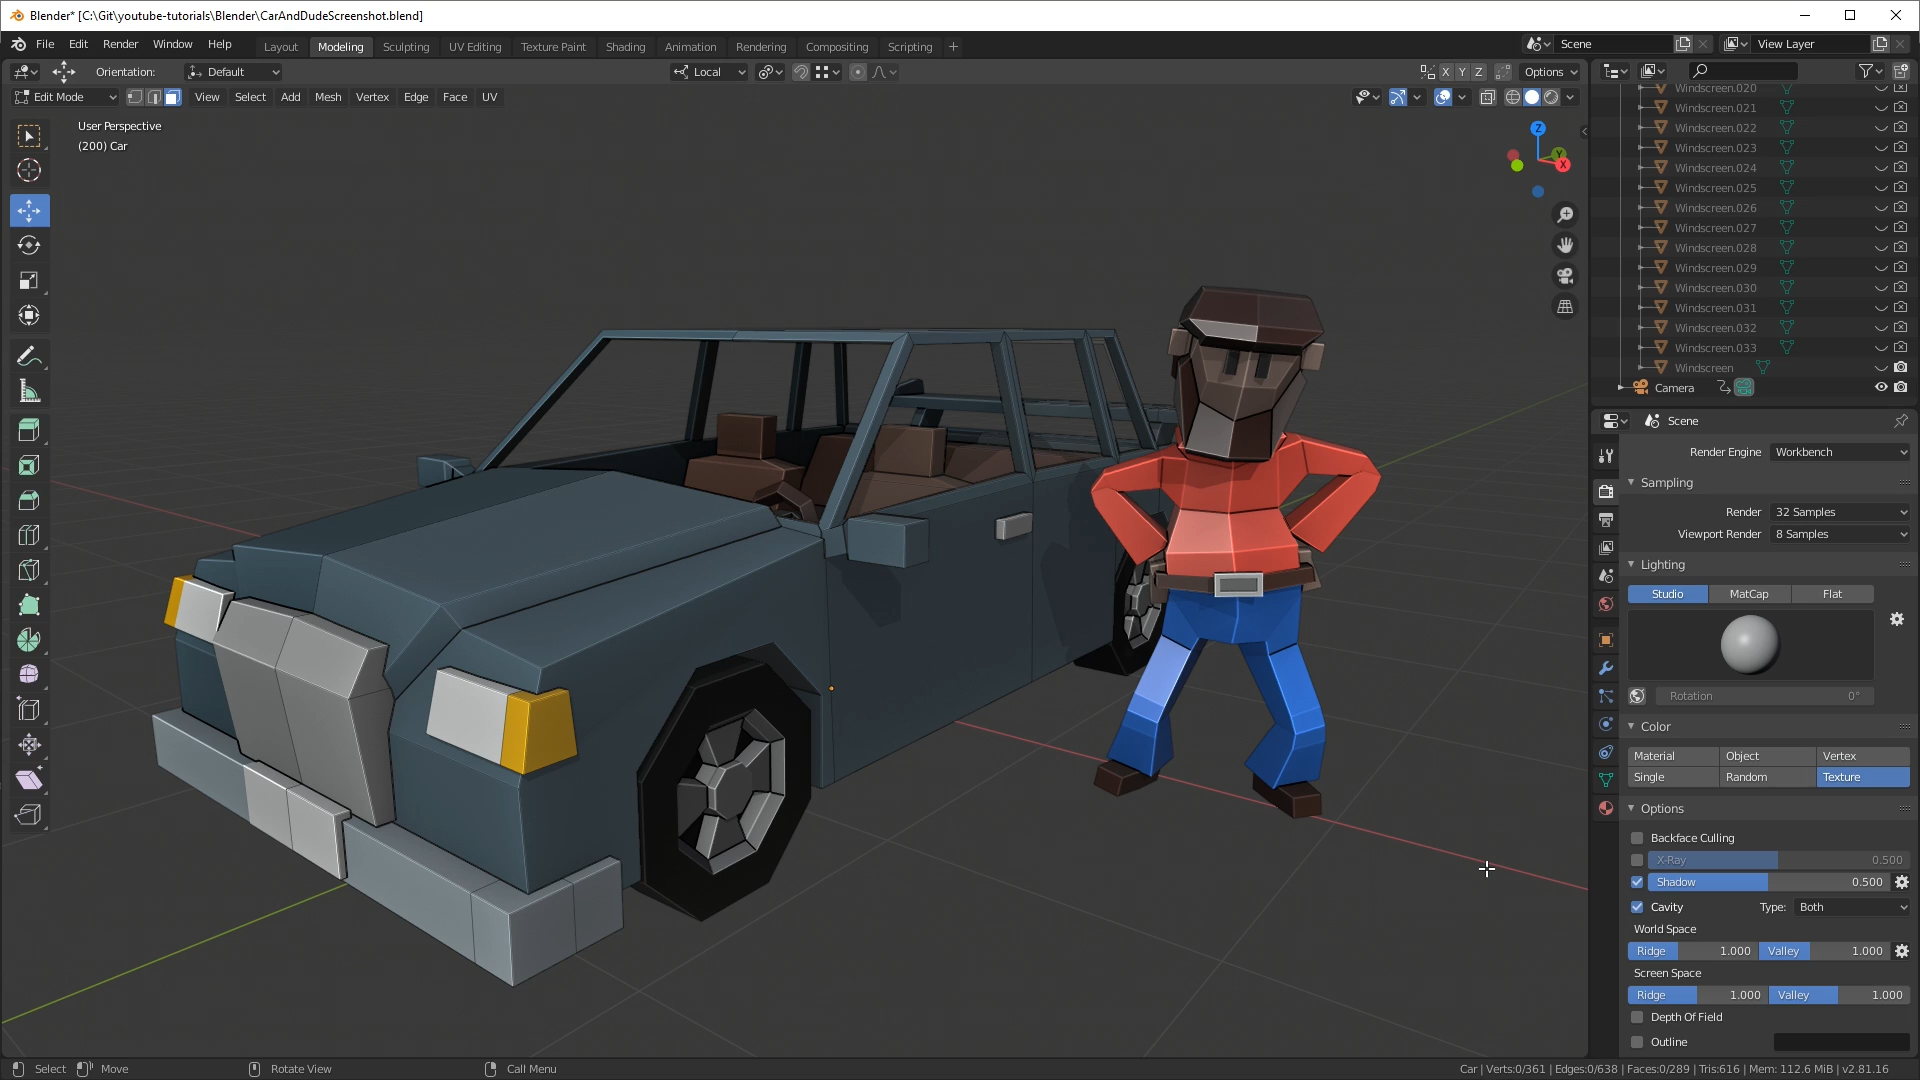 Blender* [C:\Git\youtube-tutorials\Blender\CarAndDudeScreenshot.blend]
File Edit Render Window Help Layout Modeling Sculpting UV Editing Texture Paint Shading Animation Rendering Compositing Scripting + Scene View Layer
Orientation: Default Local X Y Z Options
Edit Mode View Select Add Mesh Vertex Edge Face UV
User Perspective
(200) Car
Z
Y
X
Windscreen.020
Windscreen.021
Windscreen.022
Windscreen.023
Windscreen.024
Windscreen.025
Windscreen.026
Windscreen.027
Windscreen.028
Windscreen.029
Windscreen.030
Windscreen.031
Windscreen.032
Windscreen.033
Windscreen
Camera
Scene
Render Engine Workbench
Sampling
Render 32 Samples
Viewport Render 8 Samples
Lighting
Studio MatCap Flat
Rotation 0°
Color
Material Object Vertex
Single Random Texture
Options
Backface Culling
X-Ray 0.500
Shadow 0.500
Cavity Type: Both
World Space
Ridge 1.000 Valley 1.000
Screen Space
Ridge 1.000 Valley 1.000
Depth Of Field
Outline
Select Move Rotate View Call Menu Car | Verts:0/361 | Edges:0/638 | Faces:0/289 | Tris:616 | Mem: 112.6 MiB | v2.81.16